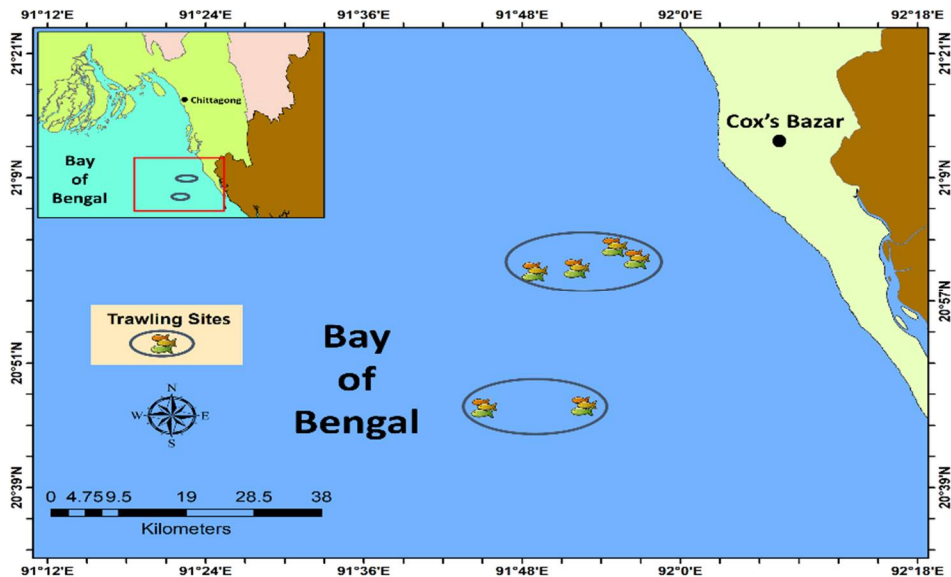 91°12'E 91°24'E 91°36'E 91°48'E 92°0'E 92°18'E
21°21'N 21°21'N
Chittagong
Bay
of
Bengal
Cox's Bazar
21°9'N 21°9'N
20°57'N 20°57'N
Trawling Sites
Bay
of
Bengal
20°51'N 20°51'N
N
W E
S
20°39'N 20°39'N
0 4.75 9.5 19 28.5 38
Kilometers
91°12'E 91°24'E 91°36'E 91°48'E 92°0'E 92°18'E